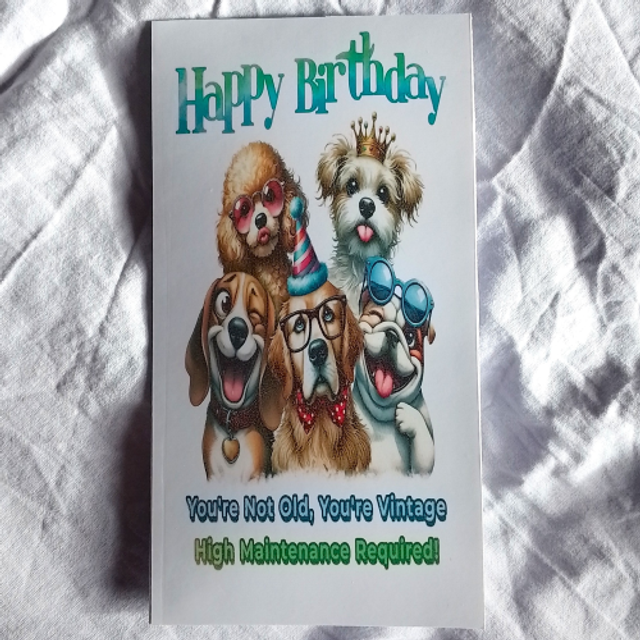 Happy Birthday
You're Not Old, You're Vintage
High Maintenance Required!